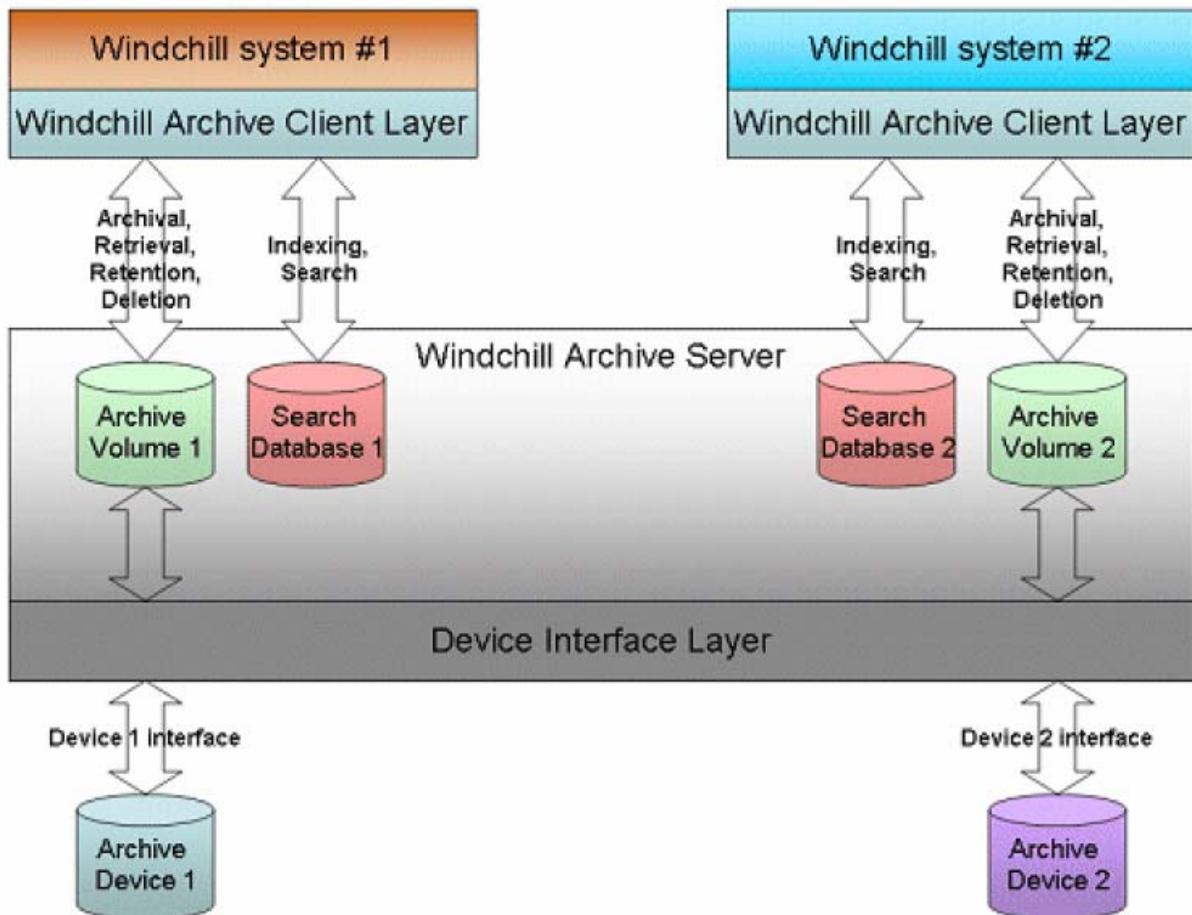 Windchill system #1
Windchill system #2
Windchill Archive Client Layer
Windchill Archive Client Layer
Archival,
Retrieval,
Retention,
Deletion
Indexing,
Search
Indexing,
Search
Archival,
Retrieval,
Retention,
Deletion
Windchill Archive Server
Archive
Volume 1
Search
Database 1
Search
Database 2
Archive
Volume 2
Device Interface Layer
Device 1 interface
Device 2 interface
Archive
Device 1
Archive
Device 2